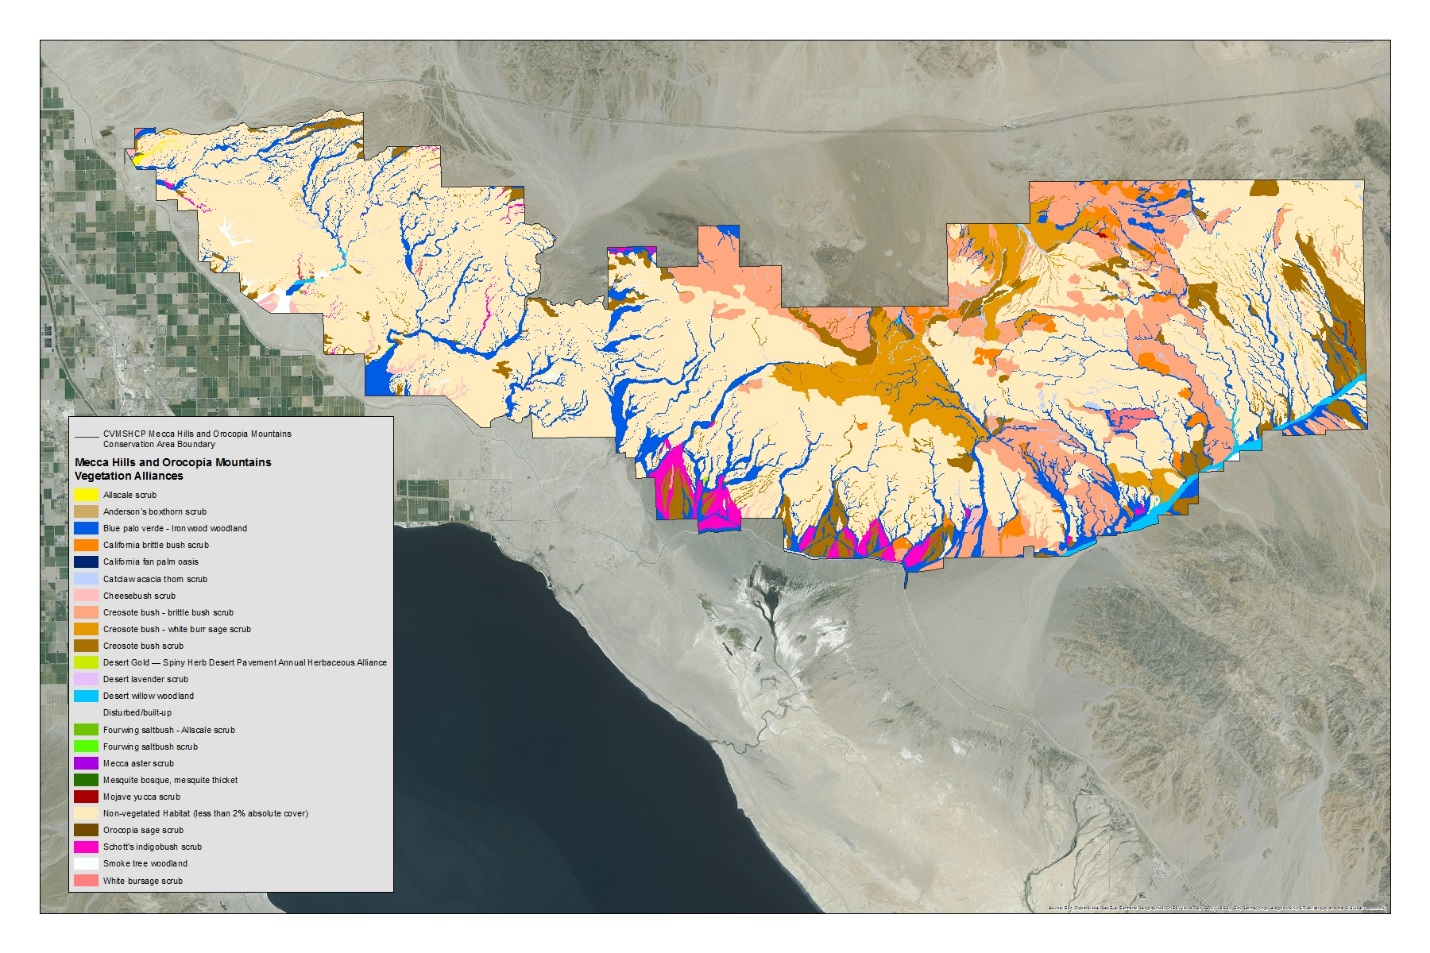 CVMSHCP Mecca Hills and Orocopia Mountains
Conservation Area Boundary
Mecca Hills and Orocopia Mountains
Vegetation Alliances
Allscale scrub
Anderson's boxthorn scrub
Blue palo verde - Ironwood woodland
California brittle bush scrub
California fan palm oasis
Catclaw acacia thorn scrub
Cheesebush scrub
Creosote bush - brittle bush scrub
Creosote bush - white burr sage scrub
Creosote bush scrub
Desert Gold — Spiny Herb Desert Pavement Annual Herbaceous Alliance
Desert lavender scrub
Desert willow woodland
Disturbed/built-up
Fourwing saltbush - Allscale scrub
Fourwing saltbush scrub
Mecca aster scrub
Mesquite bosque, mesquite thicket
Mojave yucca scrub
Non-vegetated Habitat (less than 2% absolute cover)
Orocopia sage scrub
Schott's indigobush scrub
Smoke tree woodland
White bursage scrub